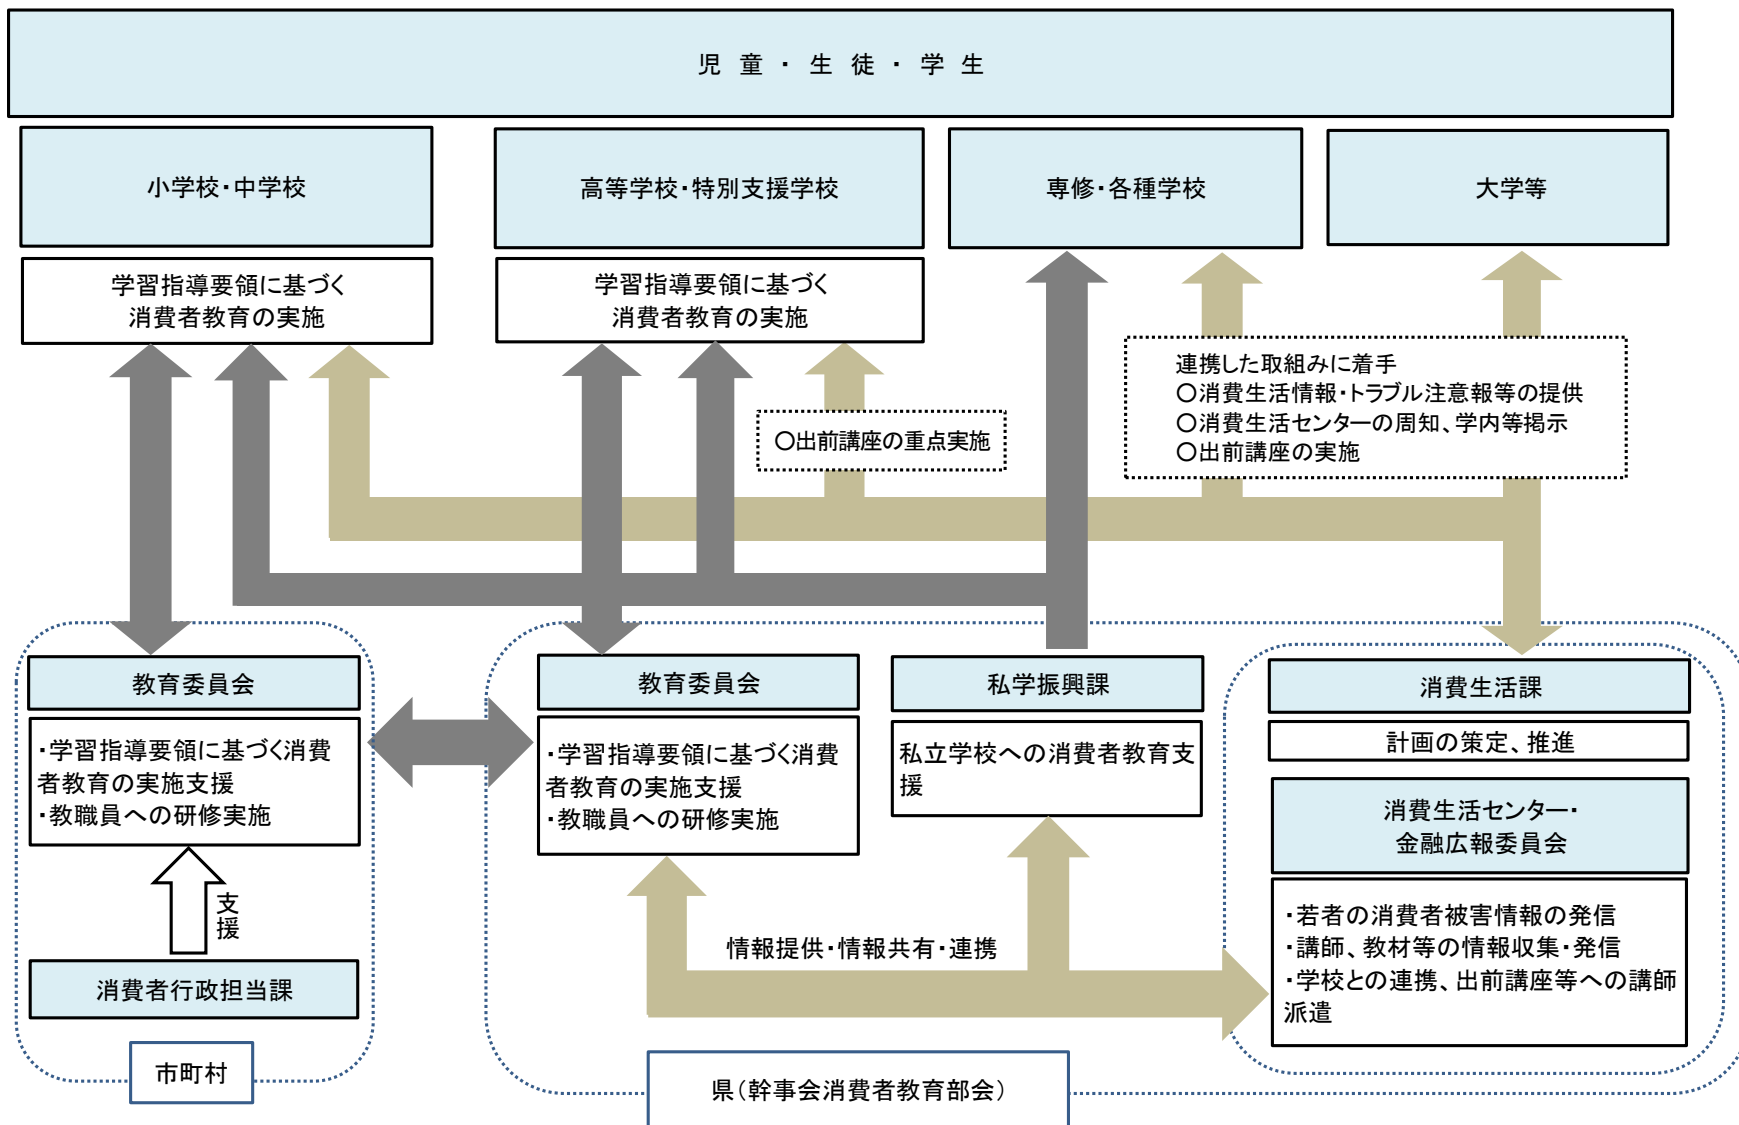 児童・生徒・学生
小学校・中学校
高等学校・特別支援学校
専修・各種学校
大学等
学習指導要領に基づく
消費者教育の実施
学習指導要領に基づく
消費者教育の実施
連携した取組みに着手
〇消費生活情報・トラブル注意報等の提供
〇消費生活センターの周知、学内等掲示
〇出前講座の実施
〇出前講座の重点実施
教育委員会
・学習指導要領に基づく消費
者教育の実施支援
・教職員への研修実施
支
援
消費者行政担当課
市町村
教育委員会
・学習指導要領に基づく消費
者教育の実施支援
・教職員への研修実施
私学振興課
私立学校への消費者教育支
援
情報提供・情報共有・連携
消費生活課
計画の策定、推進
消費生活センター・
金融広報委員会
・若者の消費者被害情報の発信
・講師、教材等の情報収集・発信
・学校との連携、出前講座等への講師
派遣
県（幹事会消費者教育部会）